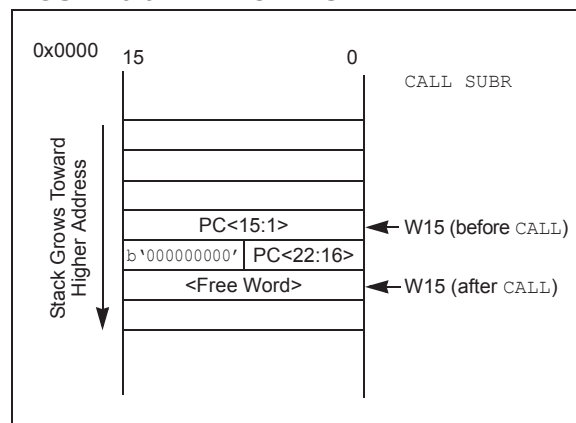 0x0000 15 0
CALL SUBR
Stack Grows Toward
Higher Address
PC<15:1>
W15 (before CALL)
b‘000000000’ PC<22:16>
<Free Word>
W15 (after CALL)